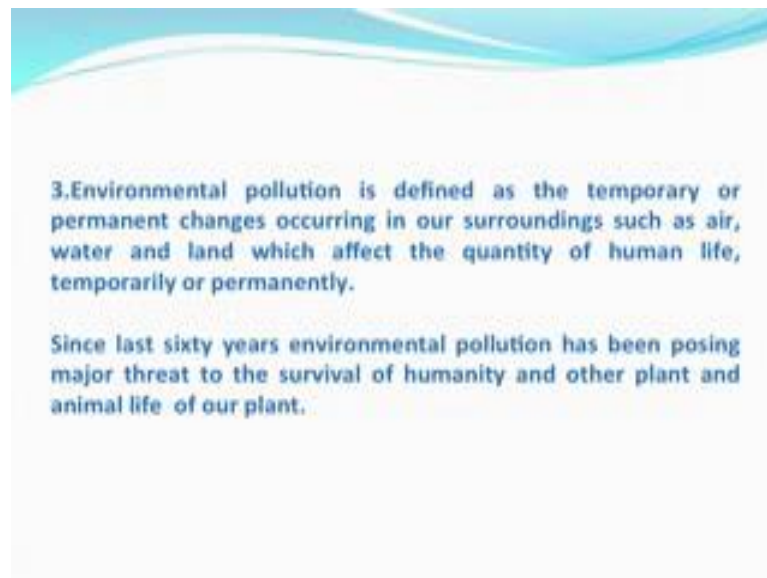 3.Environmental pollution is defined as the temporary or
permanent changes occurring in our surroundings such as air,
water and land which affect the quantity of human life,
temporarily or permanently.
Since last sixty years environmental pollution has been posing
major threat to the survival of humanity and other plant and
animal life of our plant.